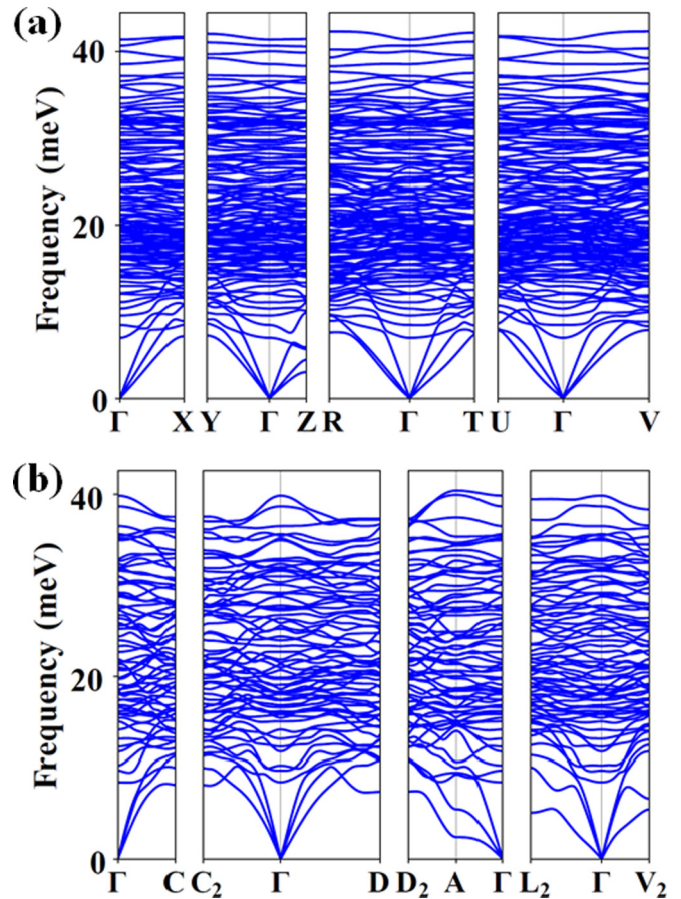 (a)
Frequency (meV)
40
20
0
Γ X Y Γ Z R Γ T U Γ V
(b)
Frequency (meV)
40
20
0
Γ C C₂ Γ D D₂ A Γ L₂ Γ V₂